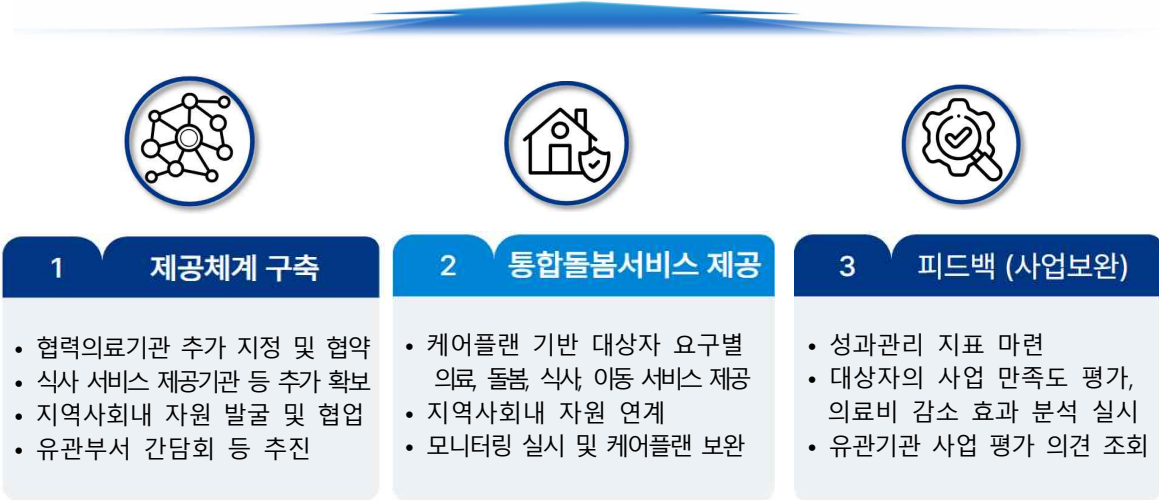 1 제공체계 구축
• 협력의료기관 추가 지정 및 협약
• 식사 서비스 제공기관 등 추가 확보
• 지역사회내 자원 발굴 및 협업
• 유관부서 간담회 등 추진
2 통합돌봄서비스 제공
• 케어플랜 기반 대상자 요구별
의료, 돌봄, 식사, 이동 서비스 제공
• 지역사회내 자원 연계
• 모니터링 실시 및 케어플랜 보완
3 피드백 (사업보완)
• 성과관리 지표 마련
• 대상자의 사업 만족도 평가,
의료비 감소 효과 분석 실시
• 유관기관 사업 평가 의견 조회